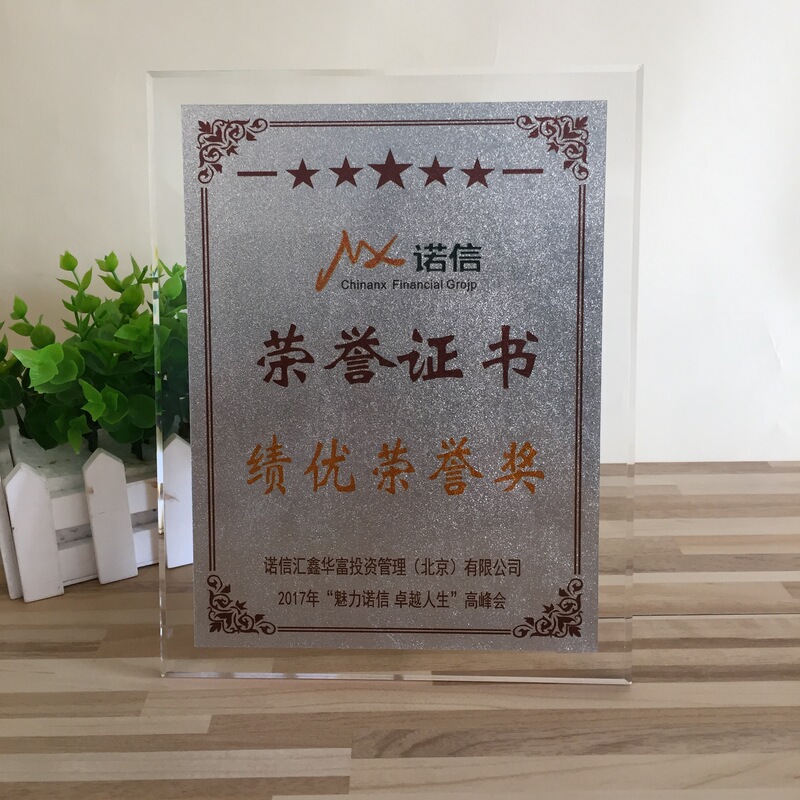 诺信
Chinanx Financial Grojp
荣誉证书
绩优荣誉奖
诺信汇鑫华富投资管理（北京）有限公司
2017年“魅力诺信 卓越人生”高峰会